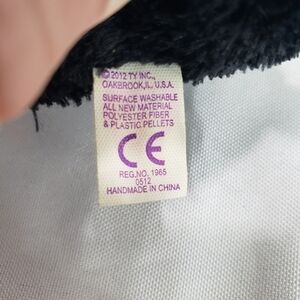 © 2012 TY INC.,
OAKBROOK, IL. U.S.A.
SURFACE WASHABLE
ALL NEW MATERIAL
POLYESTER FIBER
& PLASTIC PELLETS
CE
REG.NO. 1965
0512
HANDMADE IN CHINA